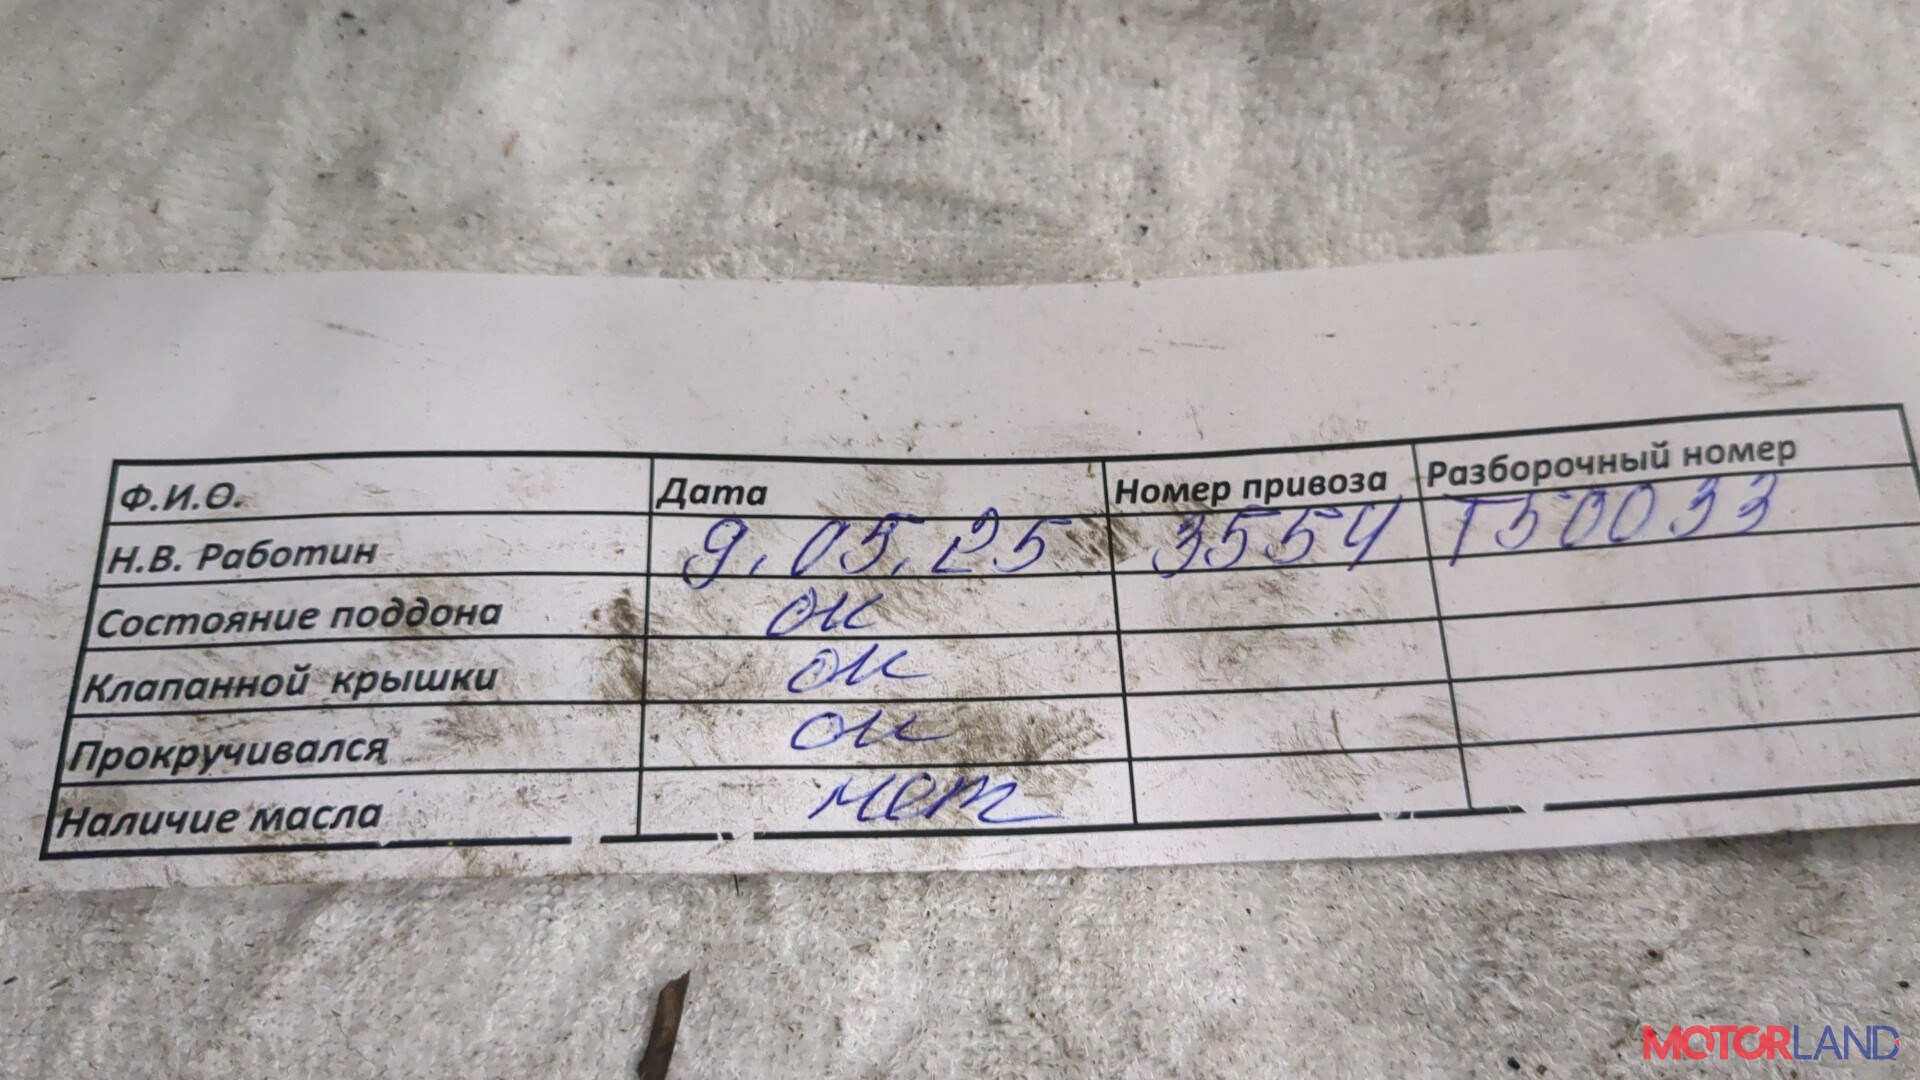 Ф.И.О. Дата Номер привоза Разборочный номер
Н.В. Работин 9.05.25 3554 Т50033
Состояние поддона ок
Клапанной крышки ок
Прокручивался ок
Наличие масла нет
MOTORLAND